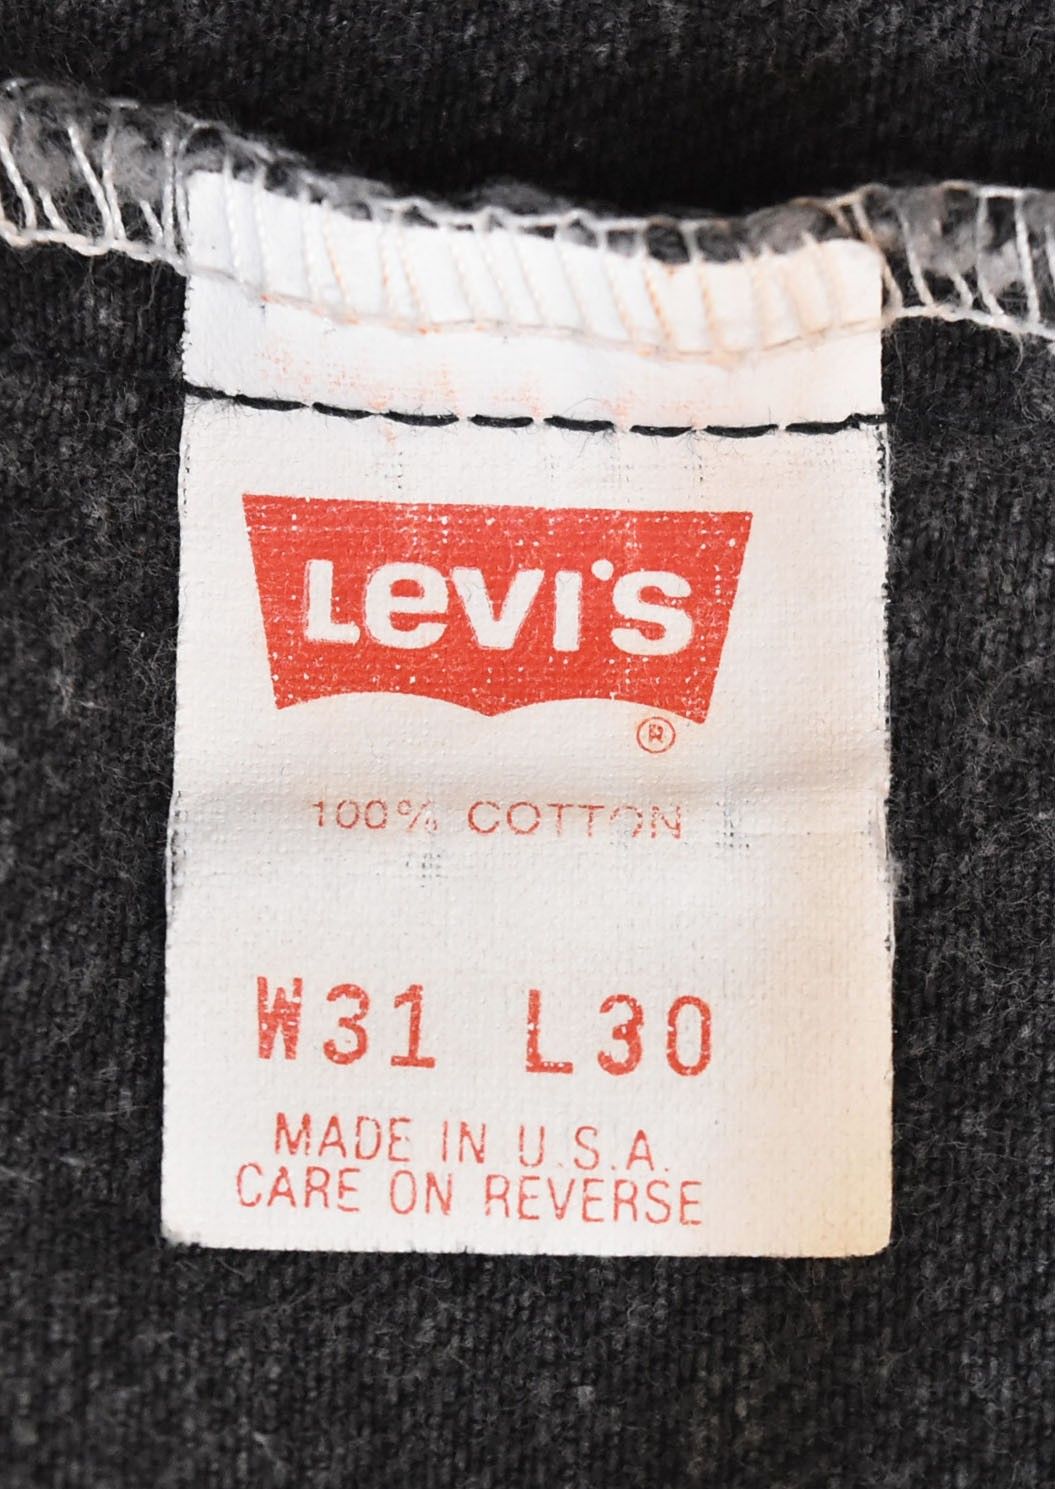 Levi's
®
100% COTTON
W31 L30
MADE IN U.S.A.
CARE ON REVERSE